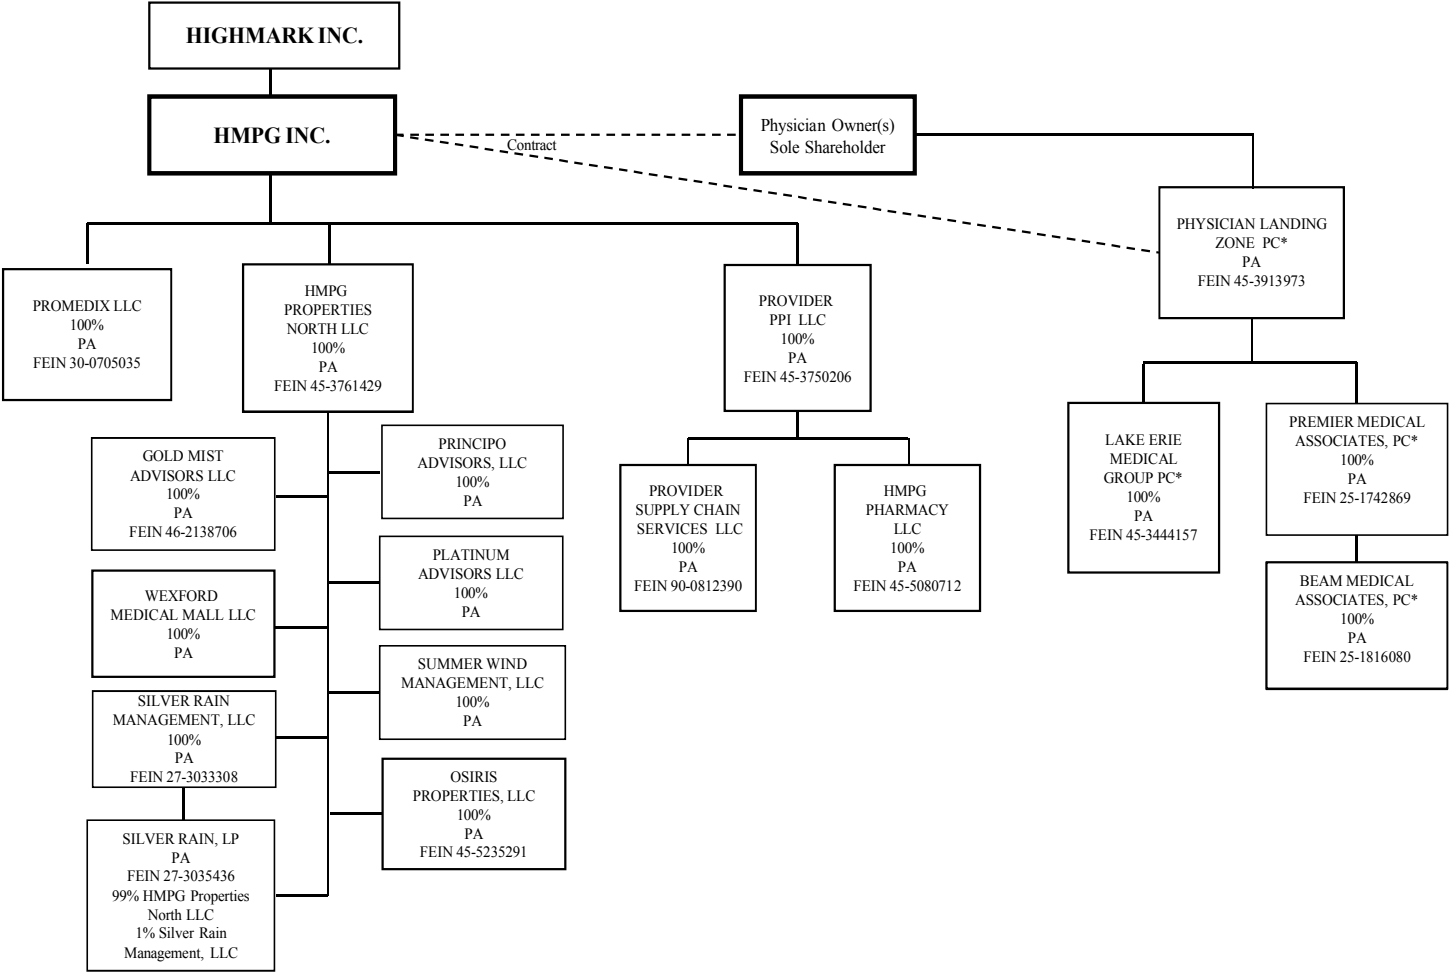 HIGHMARK INC.
HMPG INC.
Contract
Physician Owner(s)
Sole Shareholder
PHYSICIAN LANDING
ZONE PC*
PA
FEIN 45-3913973
PROMEDIX LLC
100%
PA
FEIN 30-0705035
HMPG
PROPERTIES
NORTH LLC
100%
PA
FEIN 45-3761429
PROVIDER
PPI LLC
100%
PA
FEIN 45-3750206
GOLD MIST
ADVISORS LLC
100%
PA
FEIN 46-2138706
PRINCIPO
ADVISORS, LLC
100%
PA
WEXFORD
MEDICAL MALL LLC
100%
PA
PLATINUM
ADVISORS LLC
100%
PA
SILVER RAIN
MANAGEMENT, LLC
100%
PA
FEIN 27-3033308
SUMMER WIND
MANAGEMENT, LLC
100%
PA
SILVER RAIN, LP
PA
FEIN 27-3035436
99% HMPG Properties
North LLC
1% Silver Rain
Management, LLC
OSIRIS
PROPERTIES, LLC
100%
PA
FEIN 45-5235291
PROVIDER
SUPPLY CHAIN
SERVICES LLC
100%
PA
FEIN 90-0812390
HMPG
PHARMACY
LLC
100%
PA
FEIN 45-5080712
LAKE ERIE
MEDICAL
GROUP PC*
100%
PA
FEIN 45-3444157
PREMIER MEDICAL
ASSOCIATES, PC*
100%
PA
FEIN 25-1742869
BEAM MEDICAL
ASSOCIATES, PC*
100%
PA
FEIN 25-1816080